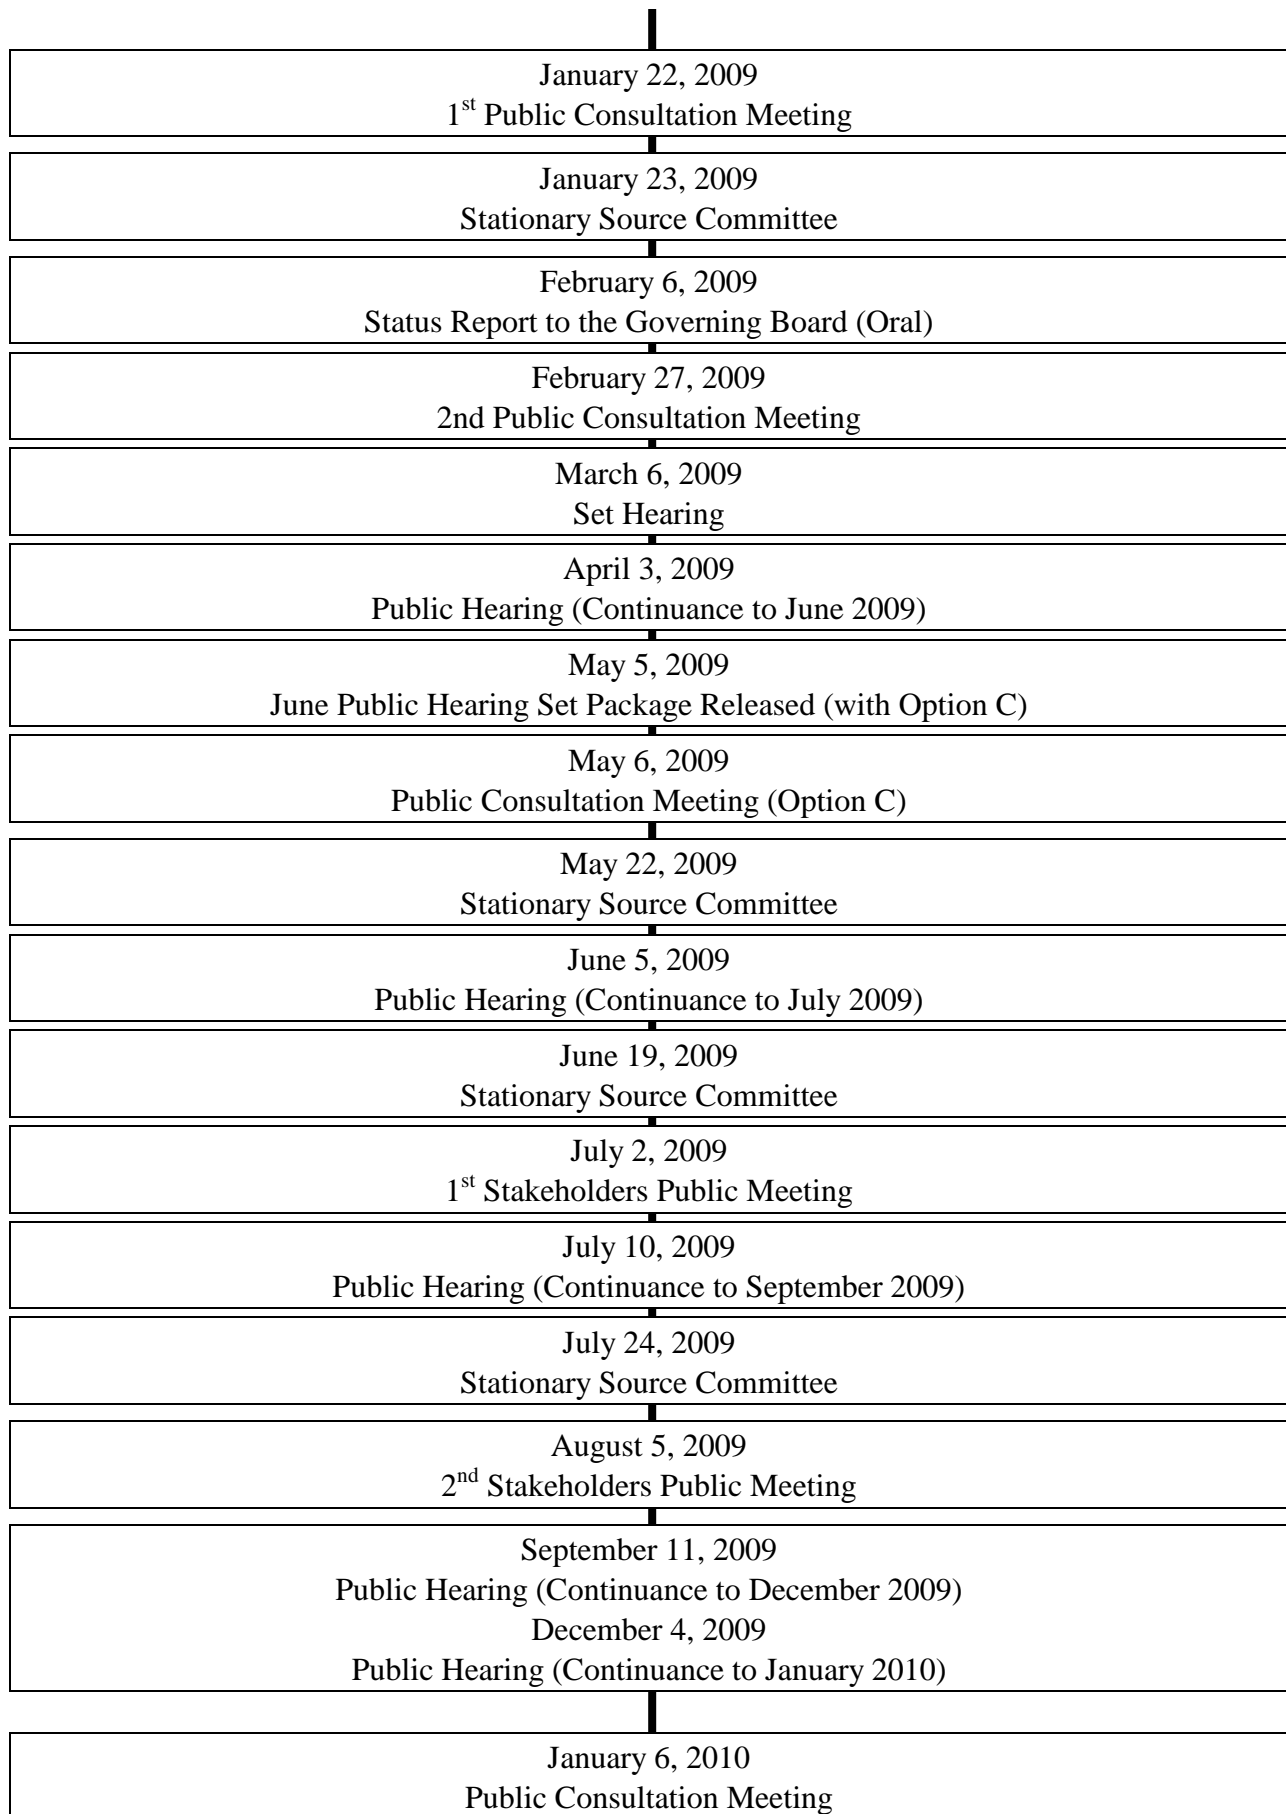 January 22, 2009
1st Public Consultation Meeting
January 23, 2009
Stationary Source Committee
February 6, 2009
Status Report to the Governing Board (Oral)
February 27, 2009
2nd Public Consultation Meeting
March 6, 2009
Set Hearing
April 3, 2009
Public Hearing (Continuance to June 2009)
May 5, 2009
June Public Hearing Set Package Released (with Option C)
May 6, 2009
Public Consultation Meeting (Option C)
May 22, 2009
Stationary Source Committee
June 5, 2009
Public Hearing (Continuance to July 2009)
June 19, 2009
Stationary Source Committee
July 2, 2009
1st Stakeholders Public Meeting
July 10, 2009
Public Hearing (Continuance to September 2009)
July 24, 2009
Stationary Source Committee
August 5, 2009
2nd Stakeholders Public Meeting
September 11, 2009
Public Hearing (Continuance to December 2009)
December 4, 2009
Public Hearing (Continuance to January 2010)
January 6, 2010
Public Consultation Meeting